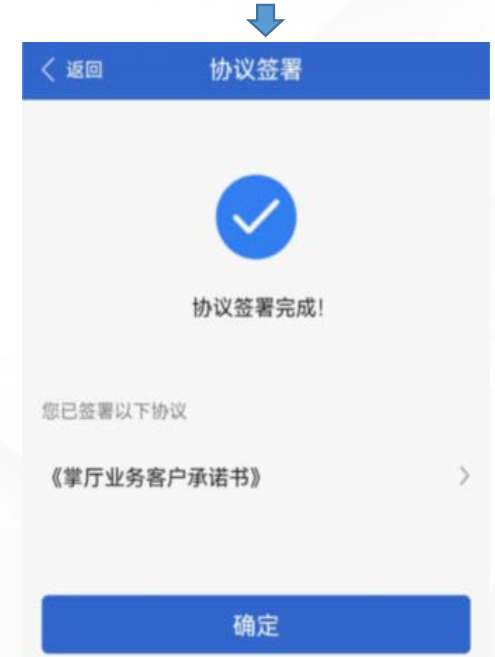 返回 协议签署
协议签署完成!
您已签署以下协议
《掌厅业务客户承诺书》
确定